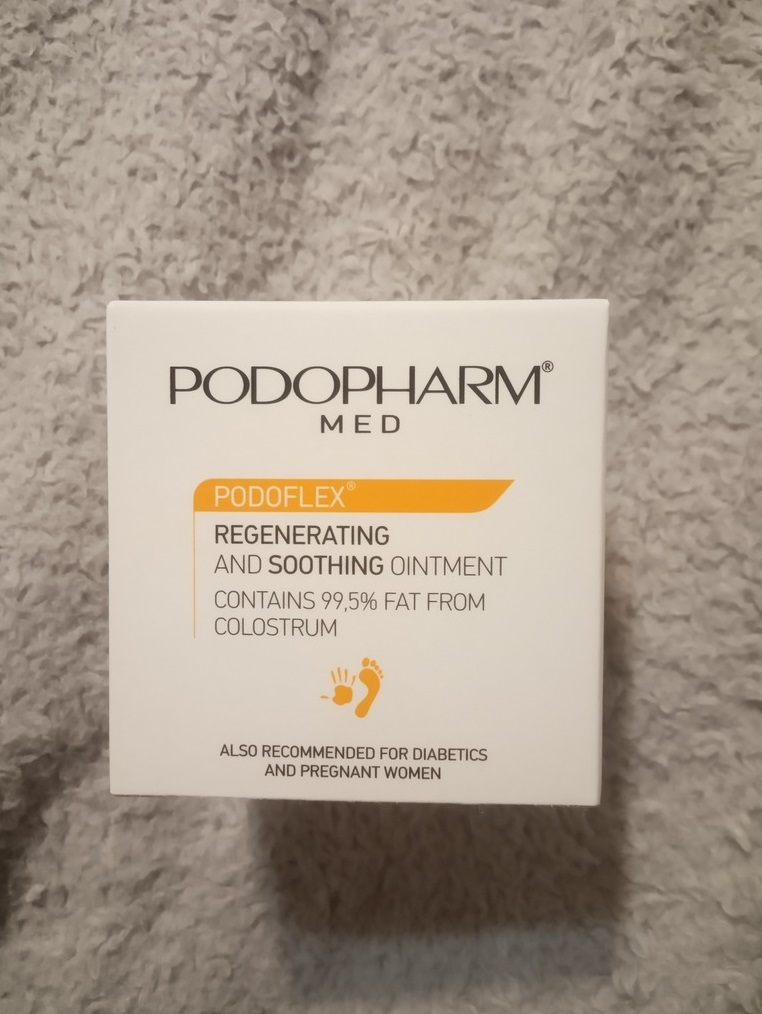 PODOPHARM®
MED
PODOFLEX®
REGENERATING
AND SOOTHING OINTMENT
CONTAINS 99,5% FAT FROM
COLOSTRUM
ALSO RECOMMENDED FOR DIABETICS
AND PREGNANT WOMEN